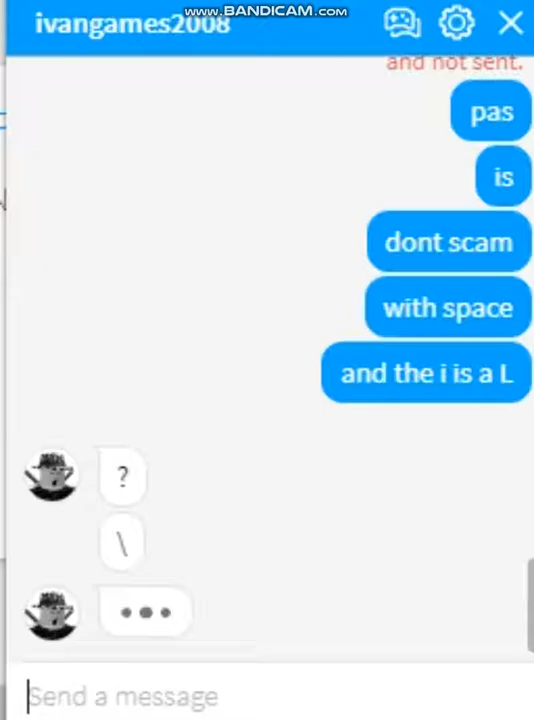 www.BANDICAM.com
ivangames2008
and not sent.
pas
is
dont scam
with space
and the i is a L
?
\
Send a message